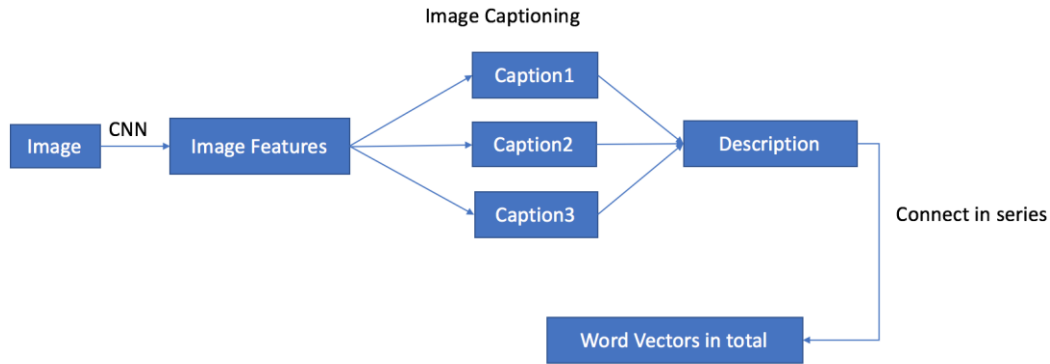 Image Captioning
Caption1
CNN
Image
Image Features
Caption2
Description
Caption3
Connect in series
Word Vectors in total